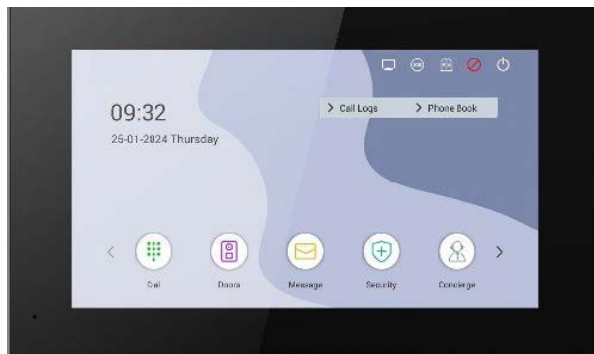 09:32
25-01-2024 Thursday
Call Logs
Phone Book
Dial
Doors
Message
Security
Concierge